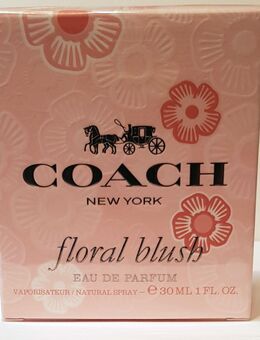 COACH
NEW YORK
floral blush
EAU DE PARFUM
VAPORISATEUR / NATURAL SPRAY - ℮ 30 ML 1 FL. OZ.